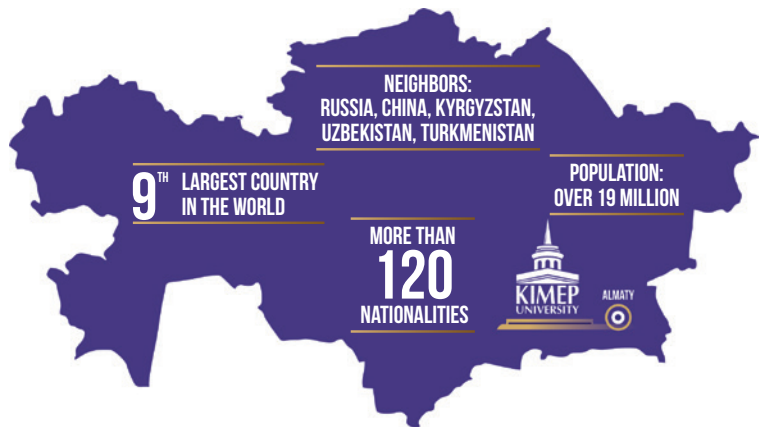 NEIGHBORS:
RUSSIA, CHINA, KYRGYZSTAN,
UZBEKISTAN, TURKMENISTAN
9TH LARGEST COUNTRY
IN THE WORLD
POPULATION:
OVER 19 MILLION
MORE THAN
120
NATIONALITIES
KIMEP
UNIVERSITY
ALMATY